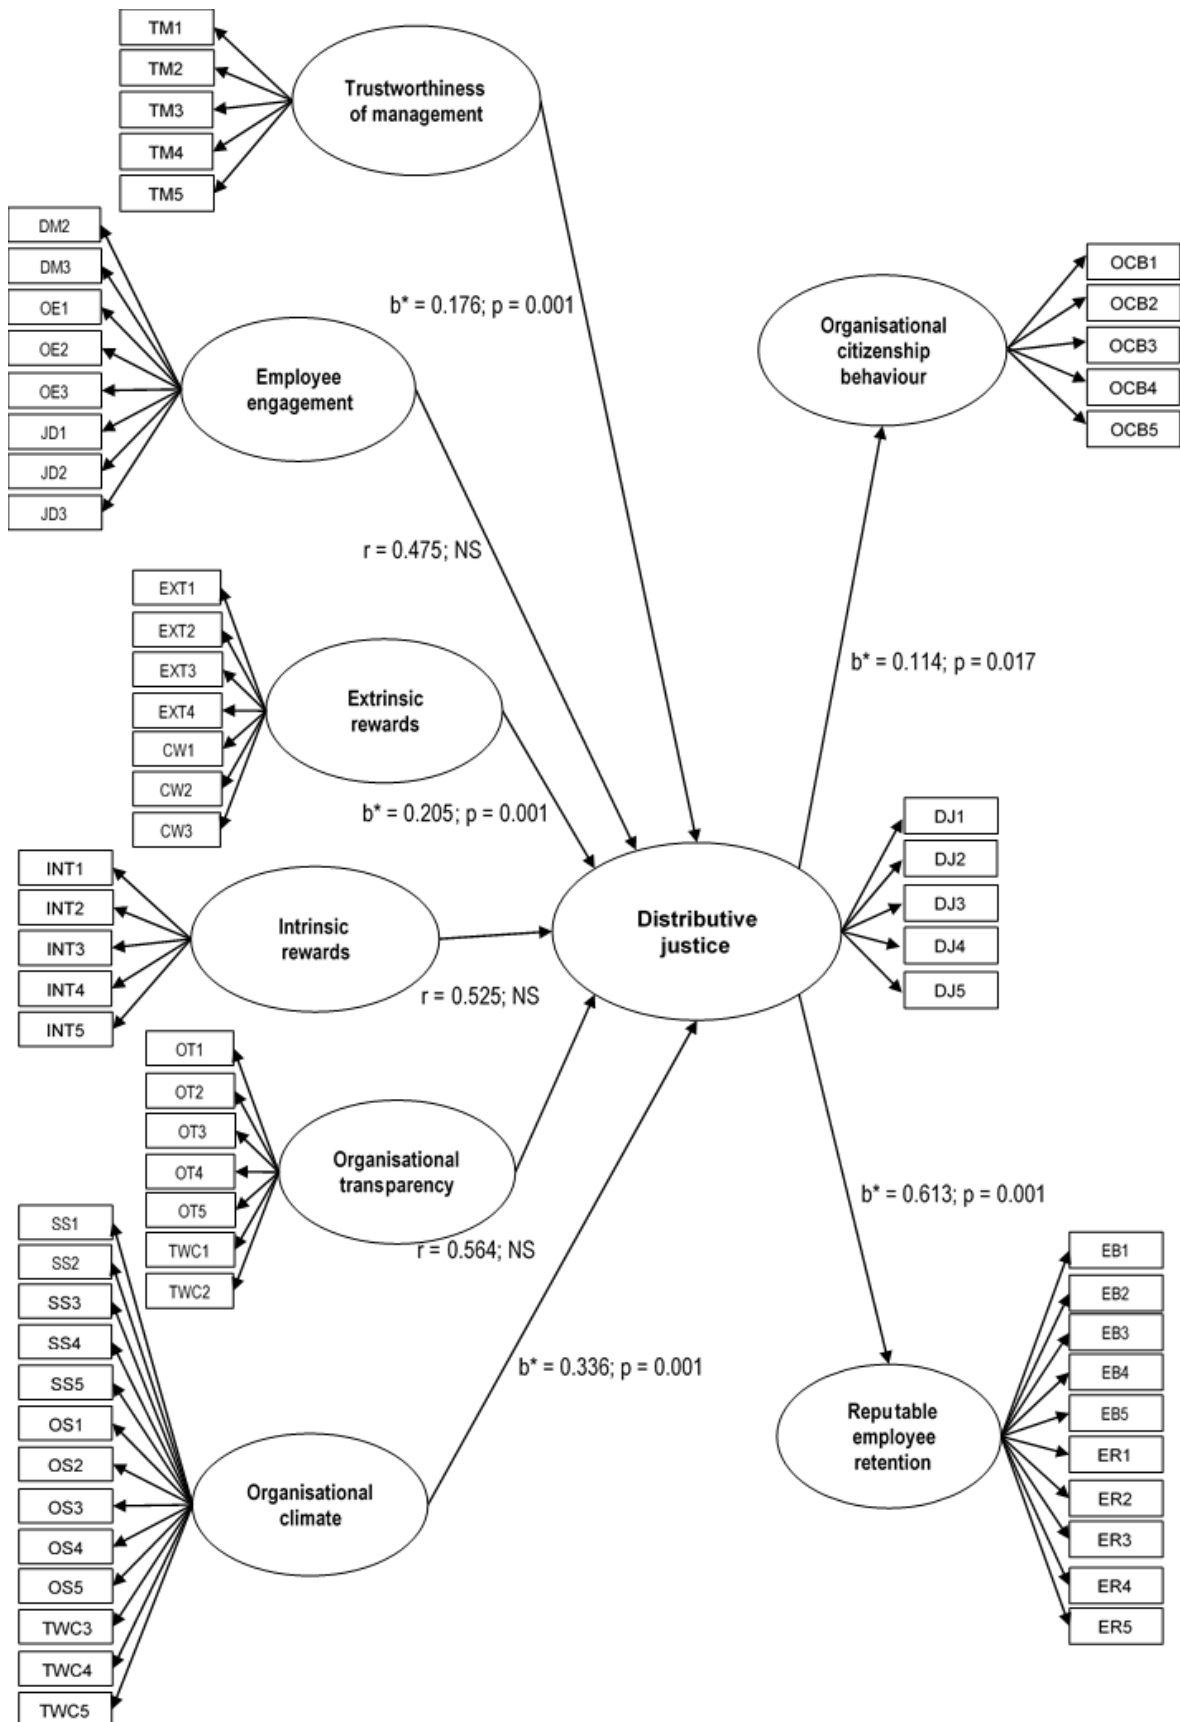 TM1
TM2
TM3
TM4
TM5
Trustworthiness
of management
DM2
DM3
OE1
OE2
OE3
JD1
JD2
JD3
Employee
engagement
b* = 0.176; p = 0.001
Organisational
citizenship
behaviour
OCB1
OCB2
OCB3
OCB4
OCB5
r = 0.475; NS
EXT1
EXT2
EXT3
EXT4
CW1
CW2
CW3
Extrinsic
rewards
b* = 0.205; p = 0.001
b* = 0.114; p = 0.017
INT1
INT2
INT3
INT4
INT5
Intrinsic
rewards
r = 0.525; NS
Distributive
justice
DJ1
DJ2
DJ3
DJ4
DJ5
OT1
OT2
OT3
OT4
OT5
TWC1
TWC2
Organisational
transparency
r = 0.564; NS
b* = 0.613; p = 0.001
SS1
SS2
SS3
SS4
SS5
OS1
OS2
OS3
OS4
OS5
TWC3
TWC4
TWC5
Organisational
climate
b* = 0.336; p = 0.001
Reputable
employee
retention
EB1
EB2
EB3
EB4
EB5
ER1
ER2
ER3
ER4
ER5